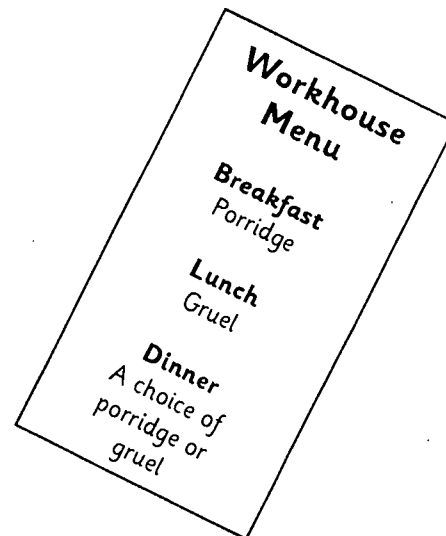 Workhouse
Menu
Breakfast
Porridge
Lunch
Gruel
Dinner
A choice of
porridge or
gruel